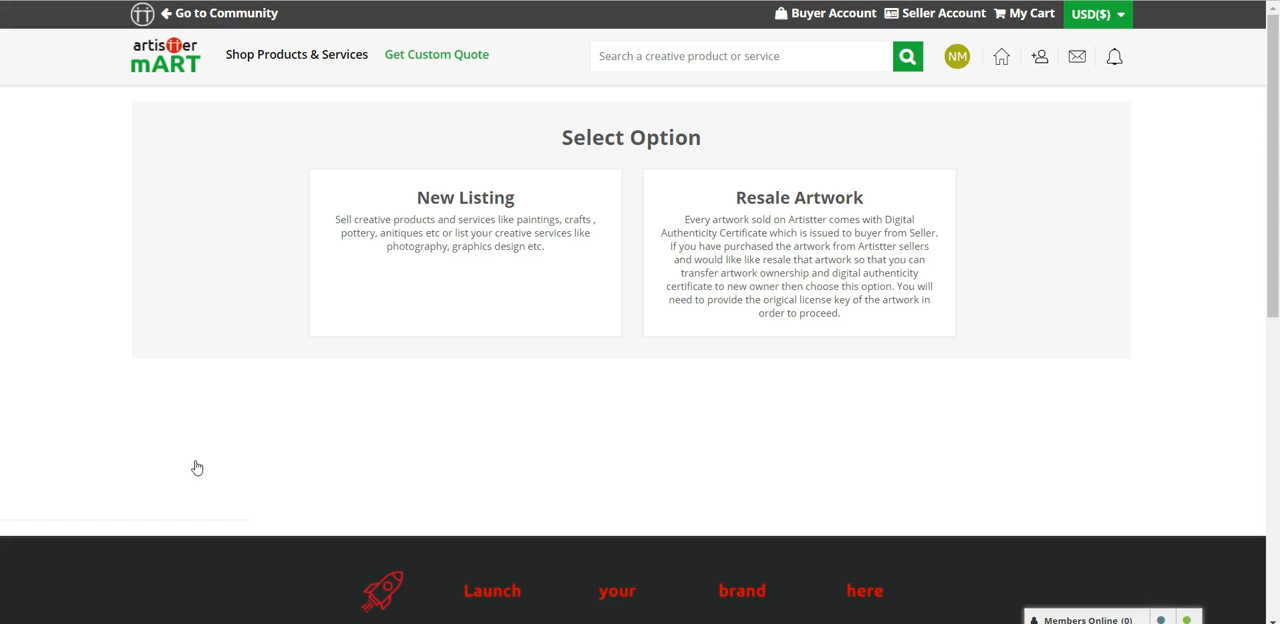 Go to Community
Buyer Account
Seller Account
My Cart
USD($)
artistter
mART
Shop Products & Services
Get Custom Quote
Search a creative product or service
NM
Select Option
New Listing
Sell creative products and services like paintings, crafts ,
pottery, anitiques etc or list your creative services like
photography, graphics design etc.
Resale Artwork
Every artwork sold on Artistter comes with Digital
Authenticity Certificate which is issued to buyer from Seller.
If you have purchased the artwork from Artistter sellers
and would like like resale that artwork so that you can
transfer artwork ownership and digital authenticity
certificate to new owner then choose this option. You will
need to provide the origical license key of the artwork in
order to proceed.
Launch your brand here
Members Online (0)